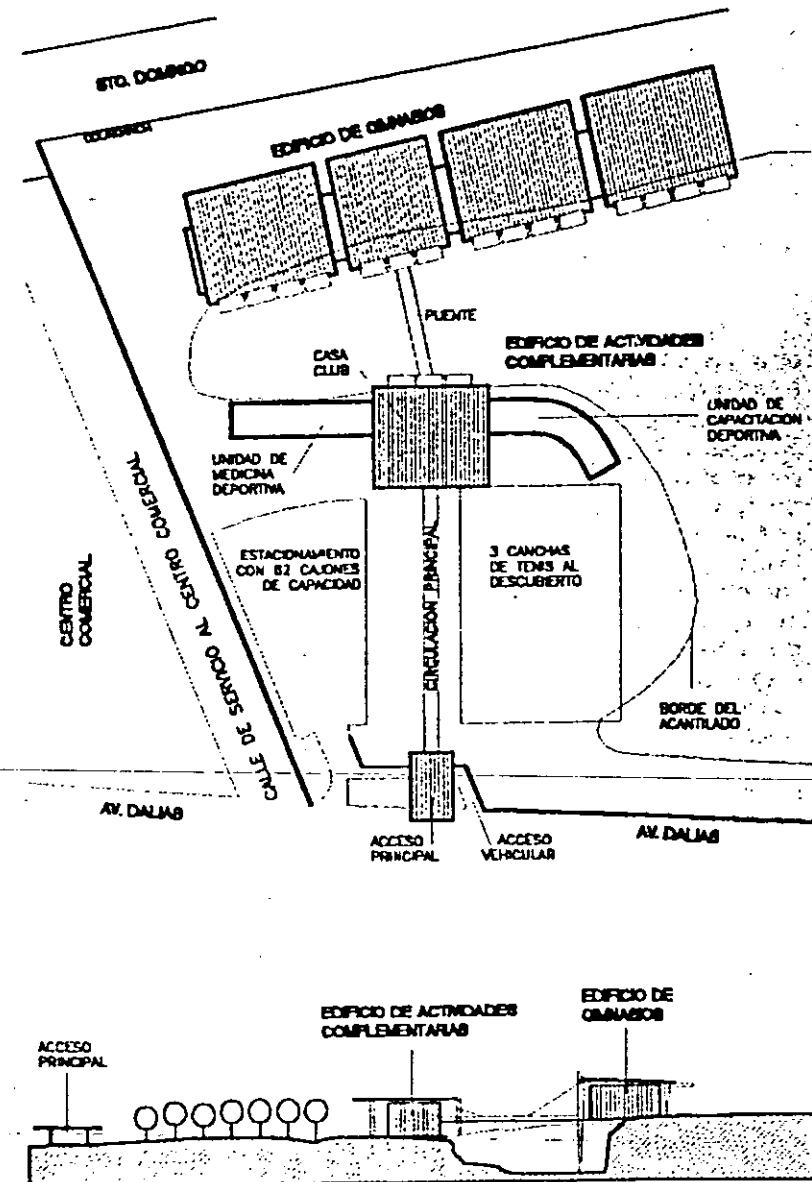 STO. DOMINGO
EDIFICIO DE GIMNASIOS
PUENTE
CASA
CLUB
EDIFICIO DE ACTIVIDADES
COMPLEMENTARIAS
UNIDAD DE
CAPACITACION
DEPORTIVA
UNIDAD DE
MEDICINA
DEPORTIVA
CENTRO
COMERCIAL
CALLE DE SERVICIO AL CENTRO COMERCIAL
ESTACIONAMIENTO
CON 82 CAJONES
DE CAPACIDAD
CIRCULACION PRINCIPAL
3 CANCHAS
DE TENIS AL
DESCUBIERTO
BORDE DEL
ACANTILADO
AV. DALIAS
ACCESO
PRINCIPAL
ACCESO
VEHICULAR
AV. DALIAS
ACCESO
PRINCIPAL
EDIFICIO DE ACTIVIDADES
COMPLEMENTARIAS
EDIFICIO DE
GIMNASIOS